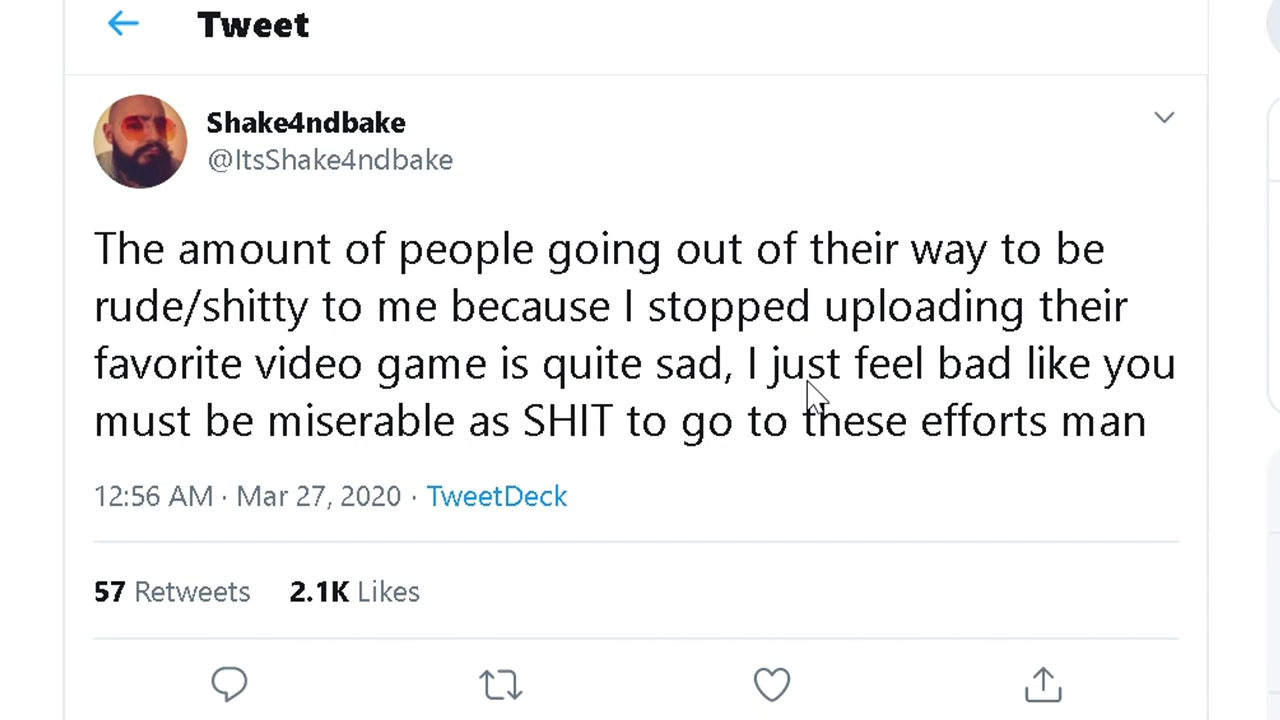 Tweet
Shake4ndbake
@ItsShake4ndbake
The amount of people going out of their way to be
rude/shitty to me because I stopped uploading their
favorite video game is quite sad, I just feel bad like you
must be miserable as SHIT to go to these efforts man
12:56 AM · Mar 27, 2020 · TweetDeck
57 Retweets 2.1K Likes